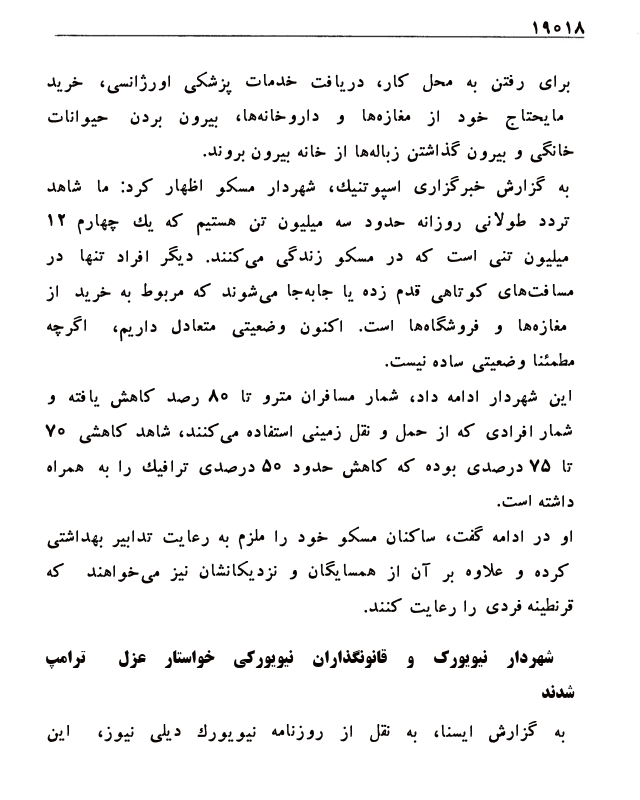 ۱۹۰۱۸
برای رفتن به محل کار، دریافت خدمات پزشکی اورژانسی، خرید
مایحتاج خود از مغازه‌ها و داروخانه‌ها، بیرون بردن حیوانات
خانگی و بیرون گذاشتن زباله‌ها از خانه بیرون بروند.
به گزارش خبرگزاری اسپوتنیك، شهردار مسکو اظهار کرد: ما شاهد
تردد طولانی روزانه حدود سه میلیون تن هستیم که یك چهارم ۱۲
میلیون تنی است که در مسکو زندگی می‌کنند. دیگر افراد تنها در
مسافت‌های کوتاهی قدم زده یا جابه‌جا می‌شوند که مربوط به خرید از
مغازه‌ها و فروشگاه‌ها است. اکنون وضعیتی متعادل داریم، اگرچه
مطمئنا وضعیتی ساده نیست.
این شهردار ادامه داد، شمار مسافران مترو تا ۸۰ رصد کاهش یافته و
شمار افرادی که از حمل و نقل زمینی استفاده می‌کنند، شاهد کاهشی ۷۰
تا ۷۵ درصدی بوده که کاهش حدود ۵۰ درصدی ترافیك را به همراه
داشته است.
او در ادامه گفت، ساکنان مسکو خود را ملزم به رعایت تدابیر بهداشتی
کرده و علاوه بر آن از همسایگان و نزدیکانشان نیز می‌خواهند که
قرنطینه فردی را رعایت کنند.
شهردار نیویورک و قانونگذاران نیویورکی خواستار عزل ترامپ
شدند
به گزارش ایسنا، به نقل از روزنامه نیویورك دیلی نیوز، این